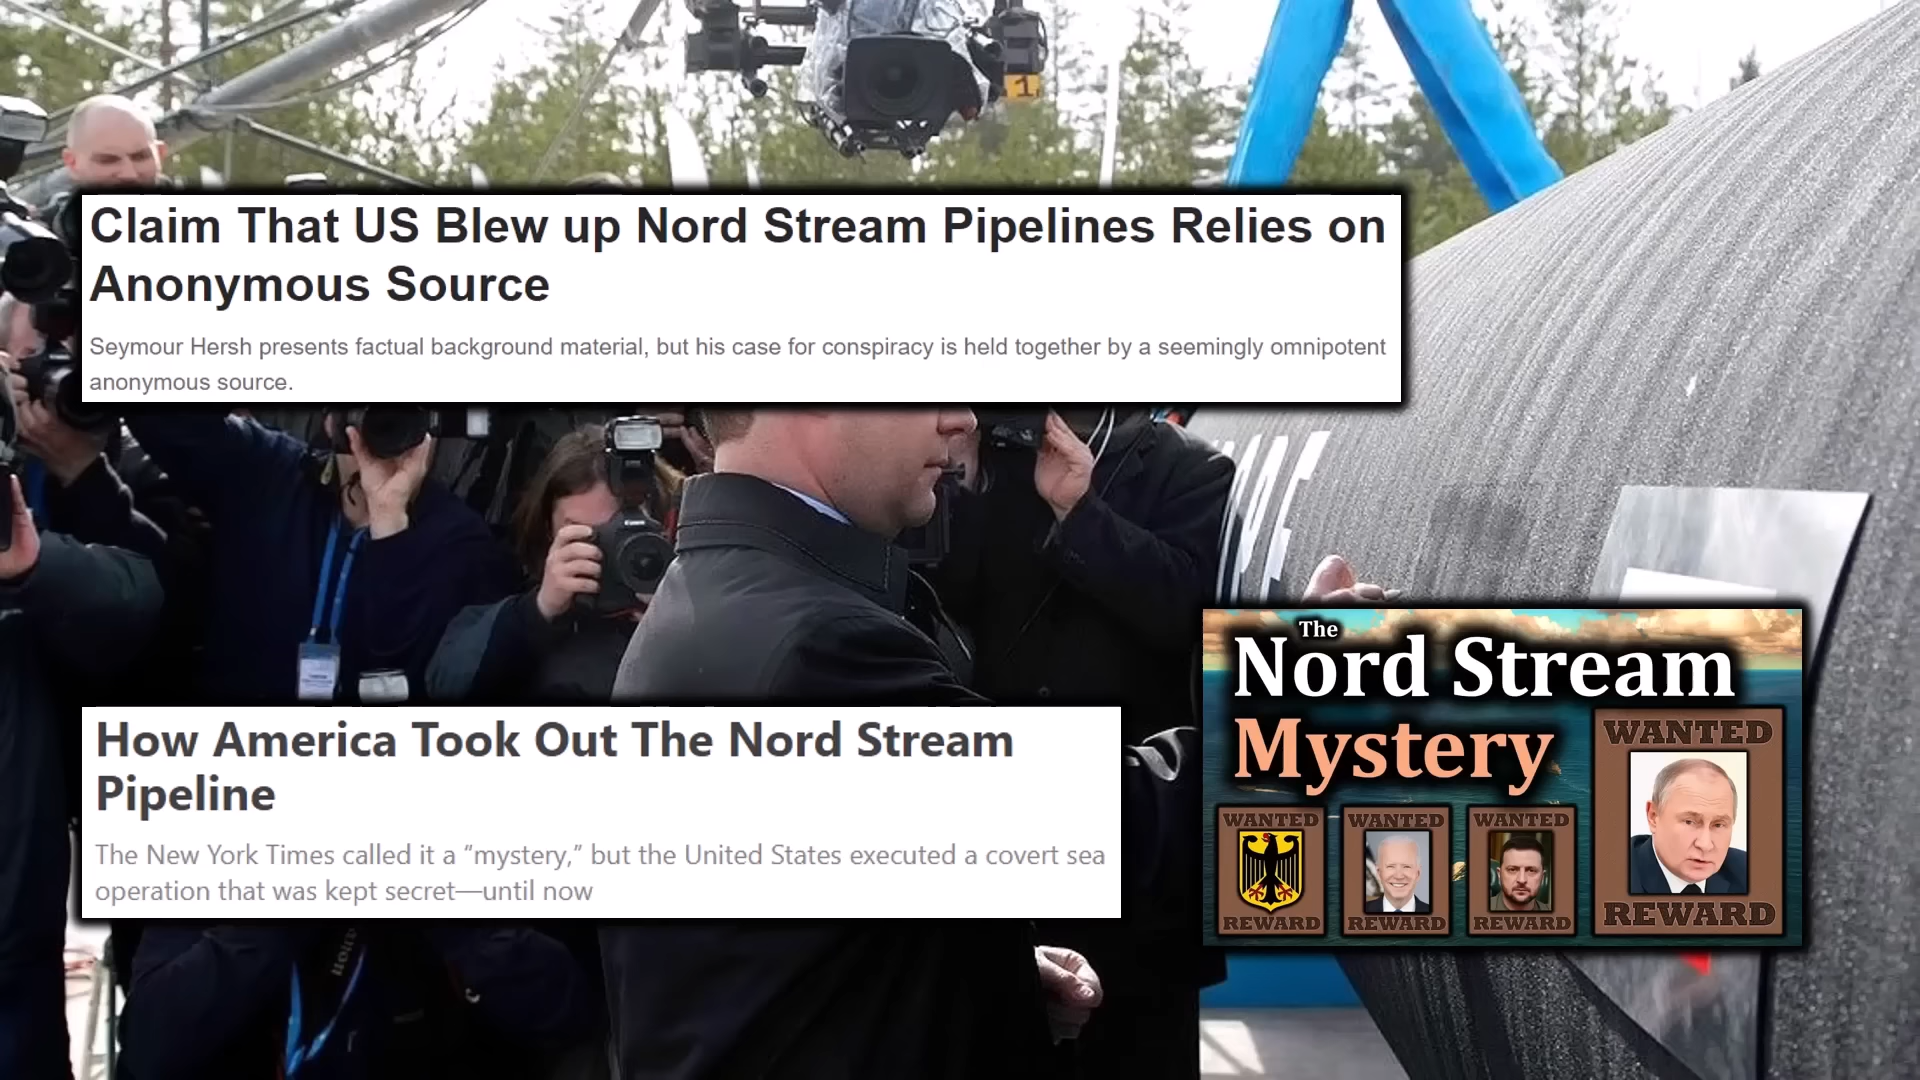 1
Claim That US Blew up Nord Stream Pipelines Relies on
Anonymous Source
Seymour Hersh presents factual background material, but his case for conspiracy is held together by a seemingly omnipotent
anonymous source.
Canon
How America Took Out The Nord Stream
Pipeline
The New York Times called it a “mystery,” but the United States executed a covert sea
operation that was kept secret—until now
The
Nord Stream
Mystery
WANTED
REWARD
WANTED
REWARD
WANTED
REWARD
WANTED
REWARD